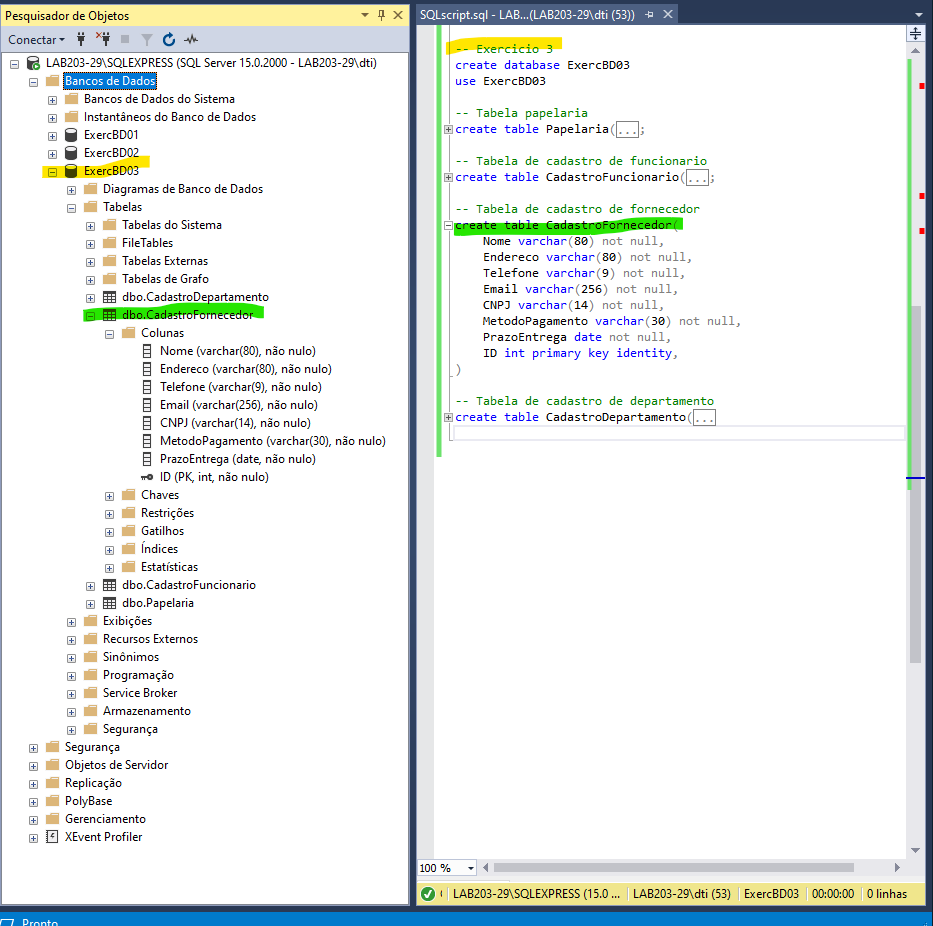 Pesquisador de Objetos
Conectar
LAB203-29\SQLEXPRESS (SQL Server 15.0.2000 - LAB203-29\dti)
Bancos de Dados
Bancos de Dados do Sistema
Instantâneos do Banco de Dados
ExercBD01
ExercBD02
ExercBD03
Diagramas de Banco de Dados
Tabelas
Tabelas do Sistema
FileTables
Tabelas Externas
Tabelas de Grafo
dbo.CadastroDepartamento
dbo.CadastroFornecedor
Colunas
Nome (varchar(80), não nulo)
Endereco (varchar(80), não nulo)
Telefone (varchar(9), não nulo)
Email (varchar(256), não nulo)
CNPJ (varchar(14), não nulo)
MetodoPagamento (varchar(30), não nulo)
PrazoEntrega (date, não nulo)
ID (PK, int, não nulo)
Chaves
Restrições
Gatilhos
Índices
Estatísticas
dbo.CadastroFuncionario
dbo.Papelaria
Exibições
Recursos Externos
Sinônimos
Programação
Service Broker
Armazenamento
Segurança
Segurança
Objetos de Servidor
Replicação
PolyBase
Gerenciamento
XEvent Profiler
SQLscript.sql - LAB...(LAB203-29\dti (53))
-- Exercicio 3
create database ExercBD03
use ExercBD03
-- Tabela papelaria
create table Papelaria(...;
-- Tabela de cadastro de funcionario
create table CadastroFuncionario(...;
-- Tabela de cadastro de fornecedor
create table CadastroFornecedor(
Nome varchar(80) not null,
Endereco varchar(80) not null,
Telefone varchar(9) not null,
Email varchar(256) not null,
CNPJ varchar(14) not null,
MetodoPagamento varchar(30) not null,
PrazoEntrega date not null,
ID int primary key identity,
)
-- Tabela de cadastro de departamento
create table CadastroDepartamento(...
100 %
LAB203-29\SQLEXPRESS (15.0 ...
LAB203-29\dti (53)
ExercBD03
00:00:00
0 linhas
Pronto